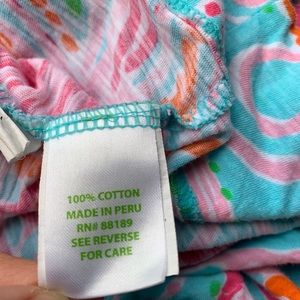 100% COTTON
MADE IN PERU
RN# 88189
SEE REVERSE
FOR CARE